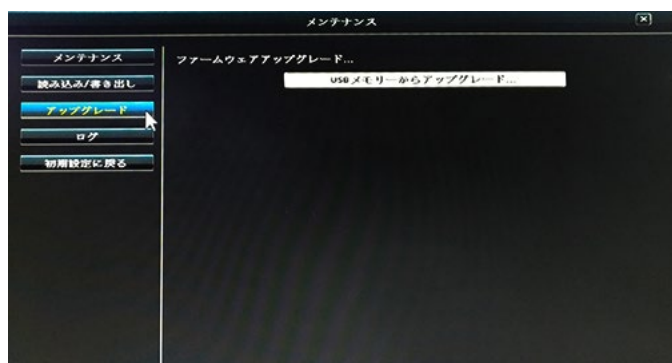 メンテナンス
メンテナンス
読み込み/書き出し
アップグレード
ログ
初期設定に戻る
ファームウェアアップグレード...
USBメモリーからアップグレード...